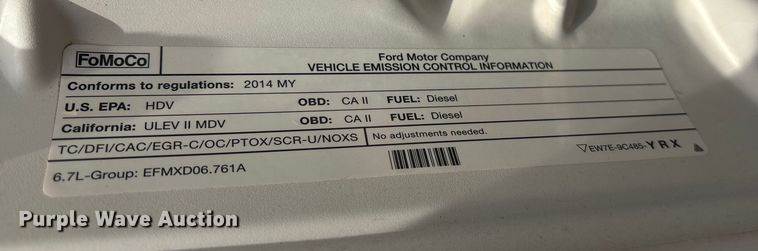 FoMoCo
Ford Motor Company
VEHICLE EMISSION CONTROL INFORMATION
Conforms to regulations: 2014 MY
U.S. EPA: HDV OBD: CA II FUEL: Diesel
California: ULEV II MDV OBD: CA II FUEL: Diesel
TC/DFI/CAC/EGR-C/OC/PTOX/SCR-U/NOXS No adjustments needed.
6.7L-Group: EFMXD06.761A
EW7E-9C485-YRX
Purple Wave Auction